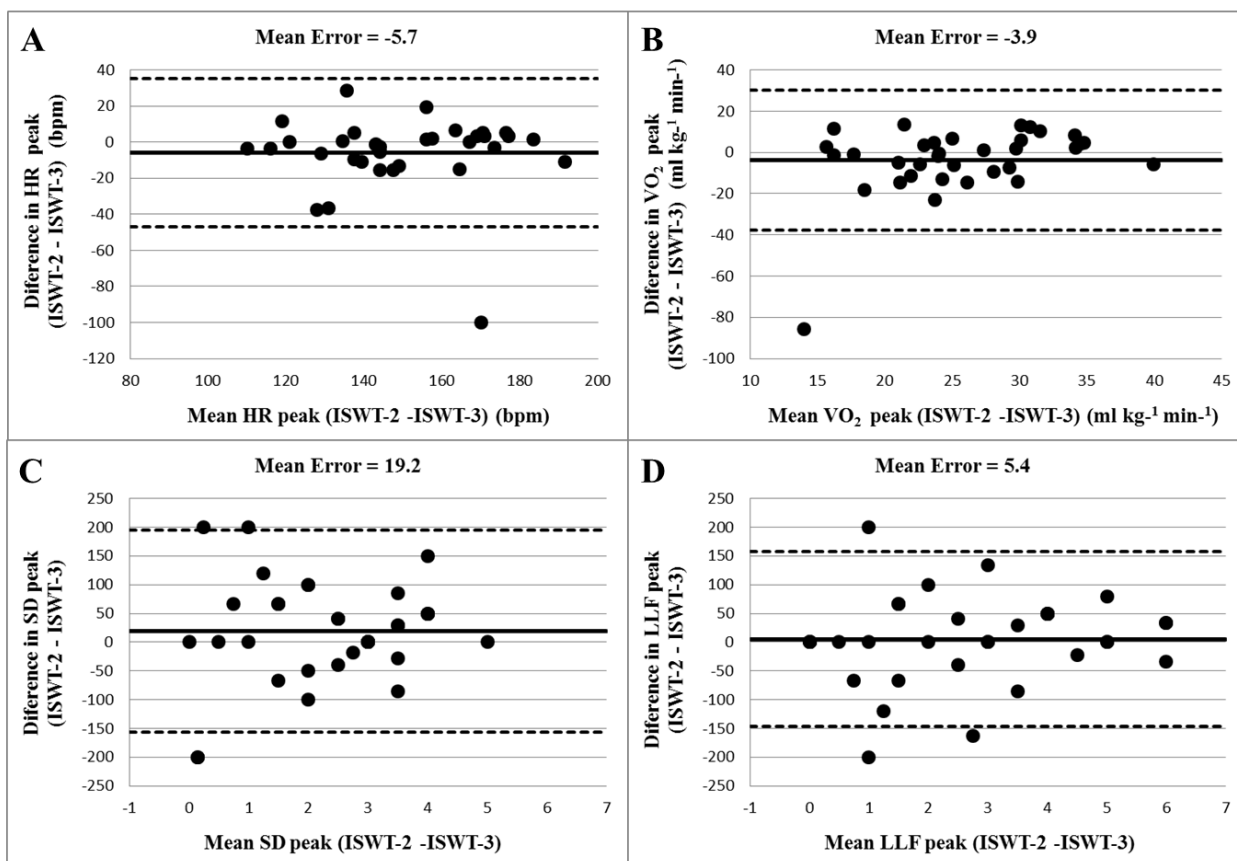 A
Mean Error = -5.7
Diference in HR peak
(ISWT-2 - ISWT-3) (bpm)
40
20
0
-20
-40
-60
-80
-100
-120
80 100 120 140 160 180 200
Mean HR peak (ISWT-2 -ISWT-3) (bpm)
B
Mean Error = -3.9
Diference in VO₂ peak
(ISWT-2 - ISWT-3) (ml kg-¹ min-¹)
40
20
0
-20
-40
-60
-80
-100
10 15 20 25 30 35 40 45
Mean VO₂ peak (ISWT-2 -ISWT-3) (ml kg-¹ min-¹)
C
Mean Error = 19.2
Diference in SD peak
(ISWT-2 - ISWT-3)
250
200
150
100
50
0
-50
-100
-150
-200
-250
-1 0 1 2 3 4 5 6 7
Mean SD peak (ISWT-2 -ISWT-3)
D
Mean Error = 5.4
Diference in LLF peak
(ISWT-2 - ISWT-3)
250
200
150
100
50
0
-50
-100
-150
-200
-250
-1 0 1 2 3 4 5 6 7
Mean LLF peak (ISWT-2 -ISWT-3)